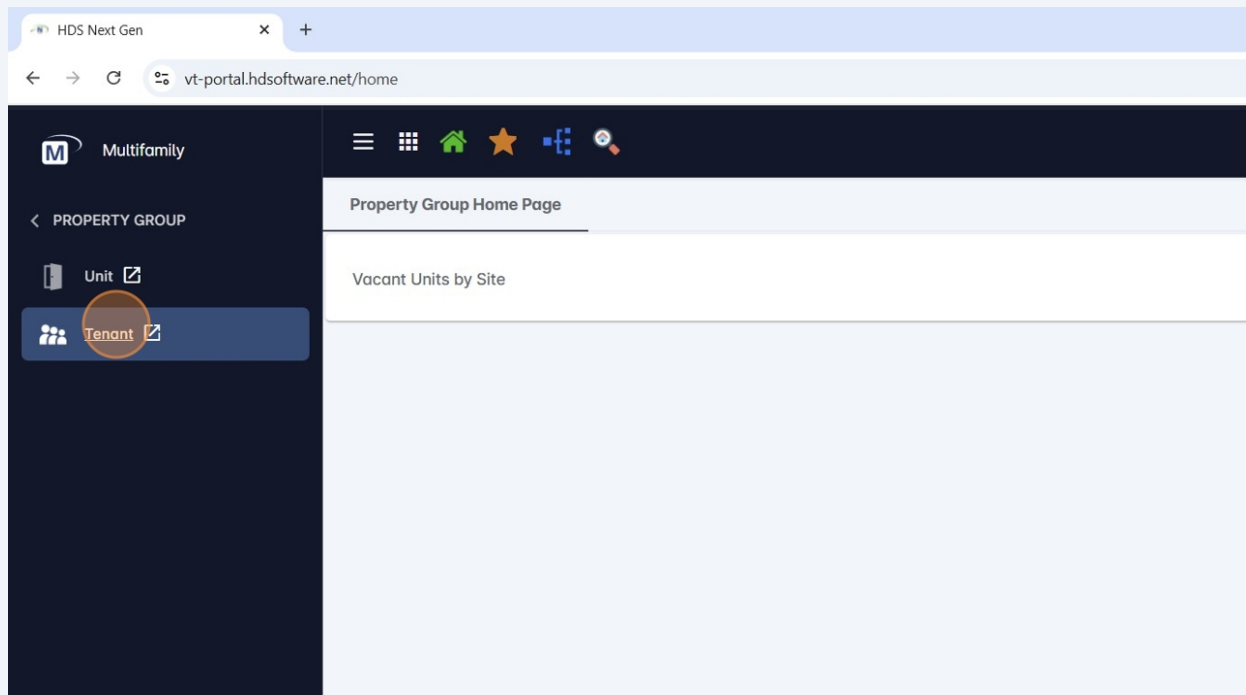 HDS Next Gen
vt-portal.hdsoftware.net/home
M Multifamily
PROPERTY GROUP
Unit
Tenant
Property Group Home Page
Vacant Units by Site